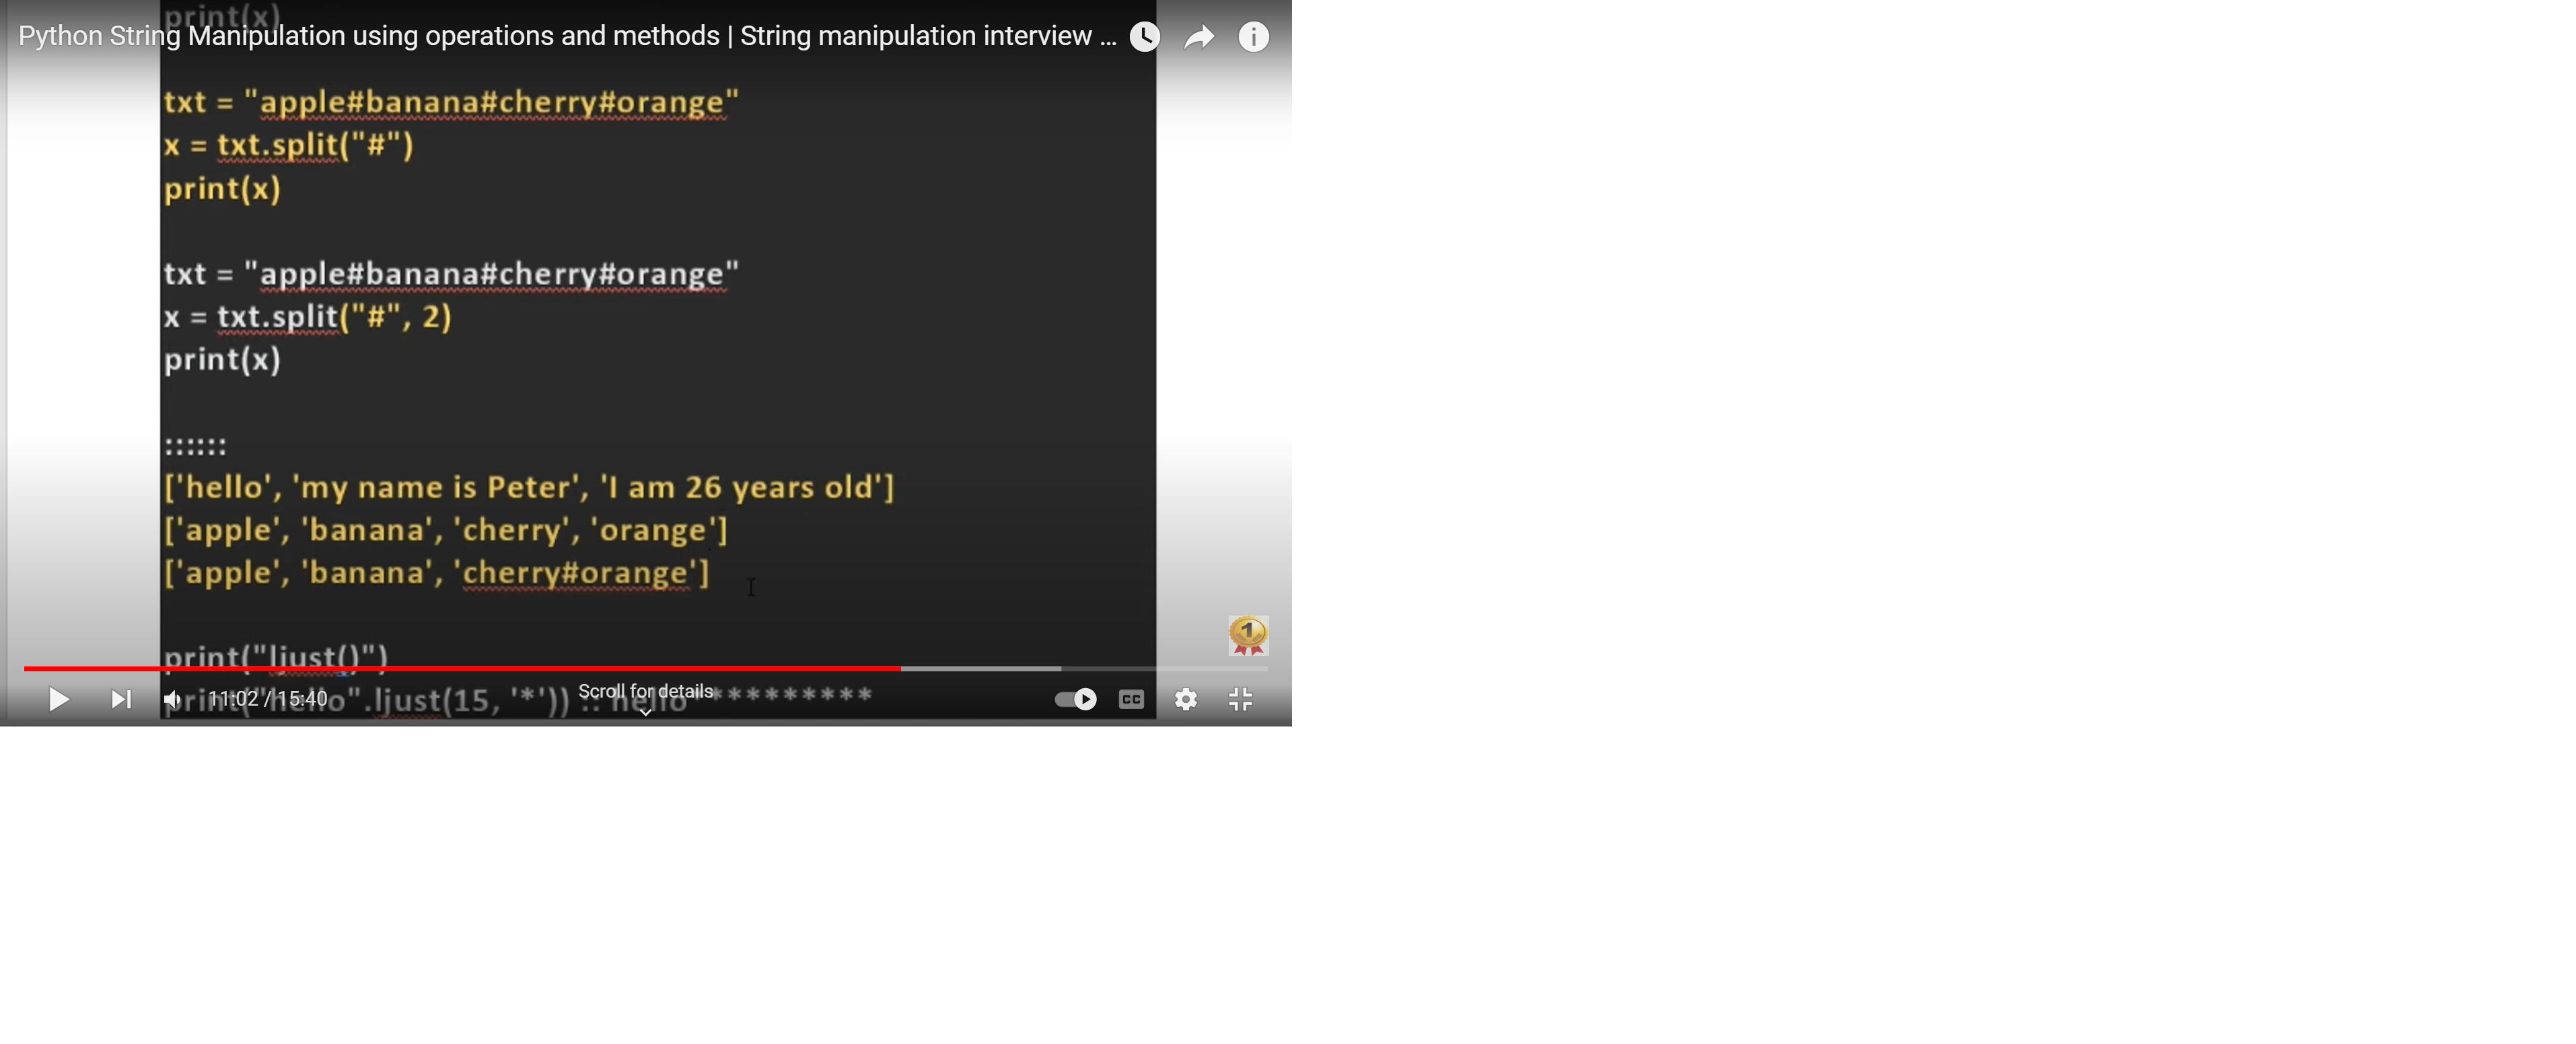 print(x)
Python String Manipulation using operations and methods | String manipulation interview ...
txt = "apple#banana#cherry#orange"
x = txt.split("#")
print(x)
txt = "apple#banana#cherry#orange"
x = txt.split("#", 2)
print(x)
::::::
['hello', 'my name is Peter', 'I am 26 years old']
['apple', 'banana', 'cherry', 'orange']
['apple', 'banana', 'cherry#orange']
1
print("ljust()")
print("hello".ljust(15, '*')) :: hello**********
11:02 / 15:40
Scroll for details
CC